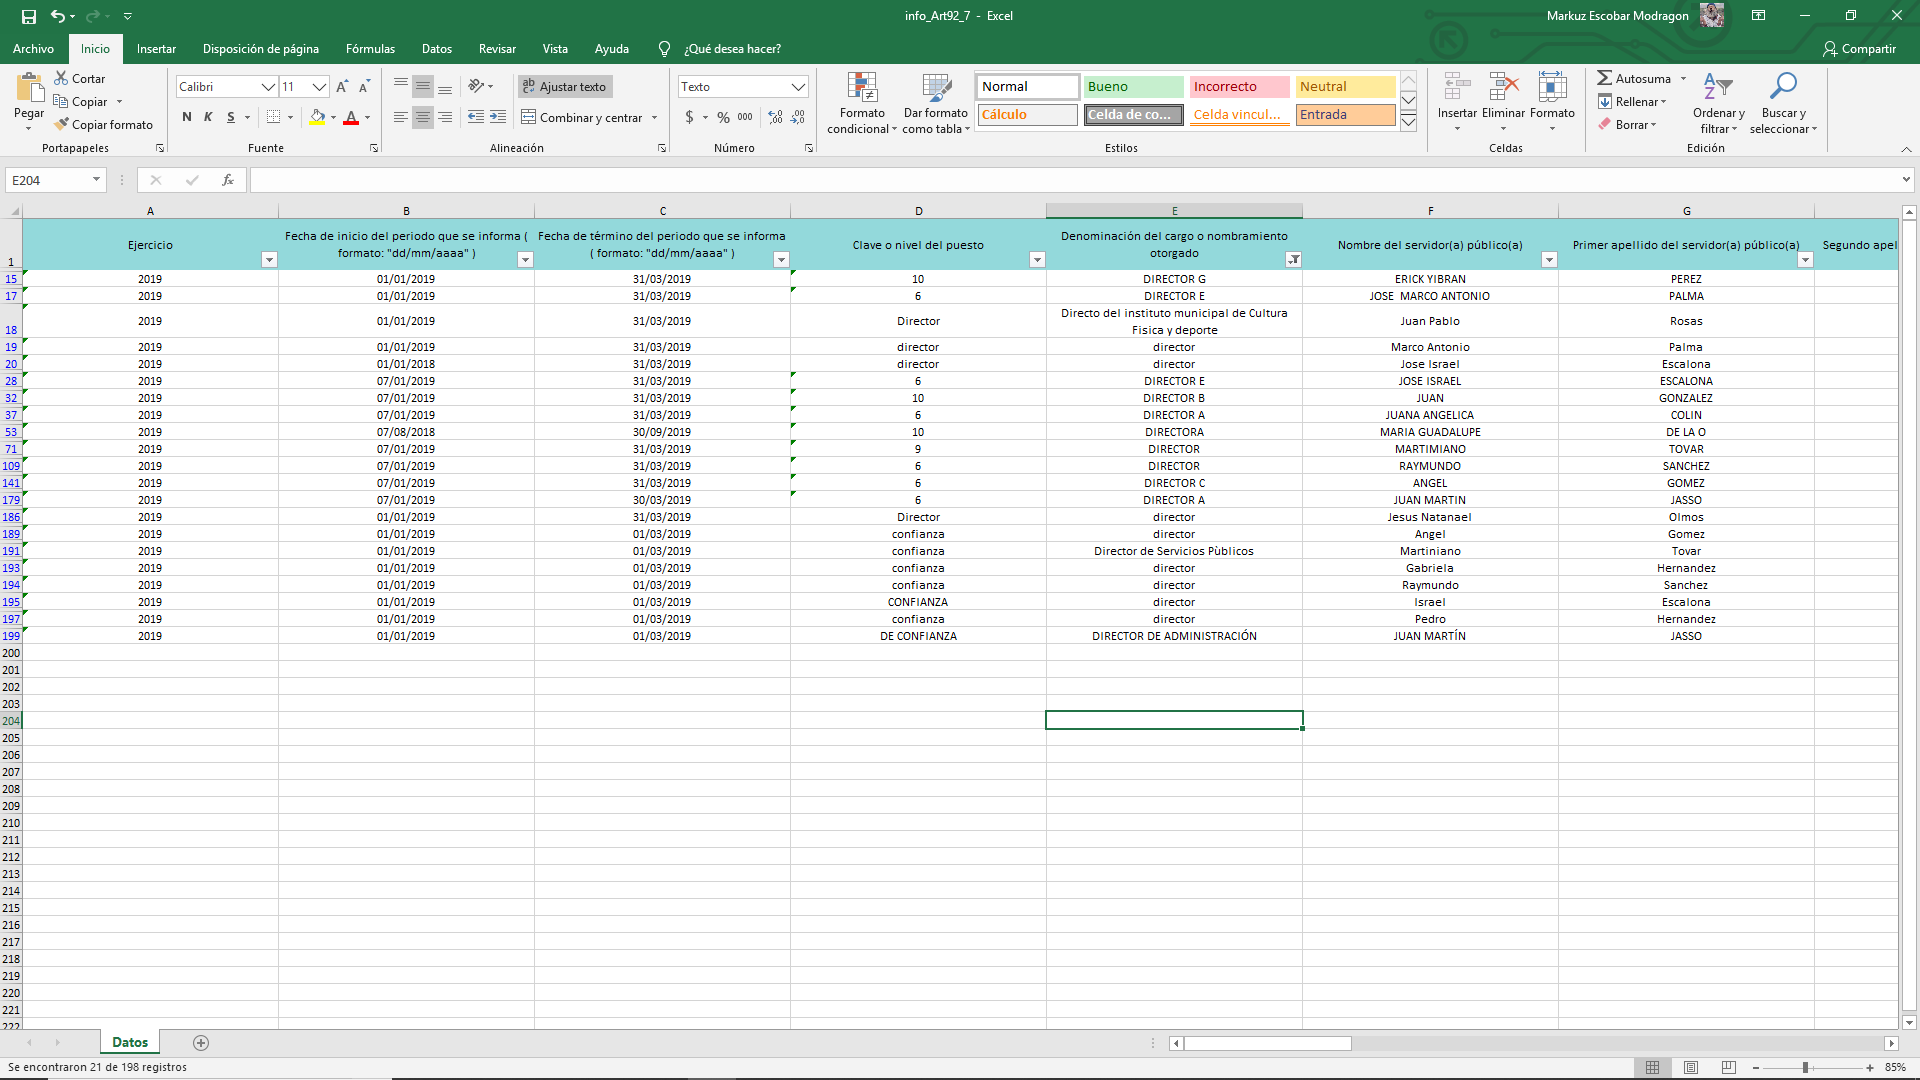 info_Art92_7 - Excel
Markuz Escobar Modragon
Archivo Inicio Insertar Disposición de página Fórmulas Datos Revisar Vista Ayuda ¿Qué desea hacer? Compartir
Pegar
Cortar
Copiar
Copiar formato
Portapapeles
Calibri 11
N K S
Fuente
Ajustar texto
Combinar y centrar
Alineación
Texto
$ % 000
Número
Formato condicional
Dar formato como tabla
Normal Bueno Incorrecto Neutral
Cálculo Celda de co... Celda vincul... Entrada
Estilos
Insertar Eliminar Formato
Celdas
Autosuma
Rellenar
Borrar
Ordenar y filtrar
Buscar y seleccionar
Edición
E204
fx
A B C D E F G
1 Ejercicio Fecha de inicio del periodo que se informa ( formato: "dd/mm/aaaa" ) Fecha de término del periodo que se informa ( formato: "dd/mm/aaaa" ) Clave o nivel del puesto Denominación del cargo o nombramiento otorgado Nombre del servidor(a) público(a) Primer apellido del servidor(a) público(a) Segundo apel
15 2019 01/01/2019 31/03/2019 10 DIRECTOR G ERICK YIBRAN PEREZ
17 2019 01/01/2019 31/03/2019 6 DIRECTOR E JOSE MARCO ANTONIO PALMA
18 2019 01/01/2019 31/03/2019 Director Directo del instituto municipal de Cultura Fisica y deporte Juan Pablo Rosas
19 2019 01/01/2019 31/03/2019 director director Marco Antonio Palma
20 2019 01/01/2018 31/03/2019 director director Jose Israel Escalona
28 2019 07/01/2019 31/03/2019 6 DIRECTOR E JOSE ISRAEL ESCALONA
32 2019 07/01/2019 31/03/2019 10 DIRECTOR B JUAN GONZALEZ
37 2019 07/01/2019 31/03/2019 6 DIRECTOR A JUANA ANGELICA COLIN
53 2019 07/08/2018 30/09/2019 10 DIRECTORA MARIA GUADALUPE DE LA O
71 2019 07/01/2019 31/03/2019 9 DIRECTOR MARTIMIANO TOVAR
109 2019 07/01/2019 31/03/2019 6 DIRECTOR RAYMUNDO SANCHEZ
141 2019 07/01/2019 31/03/2019 6 DIRECTOR C ANGEL GOMEZ
179 2019 07/01/2019 30/03/2019 6 DIRECTOR A JUAN MARTIN JASSO
186 2019 01/01/2019 31/03/2019 Director director Jesus Natanael Olmos
189 2019 01/01/2019 01/03/2019 confianza director Angel Gomez
191 2019 01/01/2019 01/03/2019 confianza Director de Servicios Pùblicos Martiniano Tovar
193 2019 01/01/2019 01/03/2019 confianza director Gabriela Hernandez
194 2019 01/01/2019 01/03/2019 confianza director Raymundo Sanchez
195 2019 01/01/2019 01/03/2019 CONFIANZA director Israel Escalona
197 2019 01/01/2019 01/03/2019 confianza director Pedro Hernandez
199 2019 01/01/2019 01/03/2019 DE CONFIANZA DIRECTOR DE ADMINISTRACIÓN JUAN MARTÍN JASSO
200
201
202
203
204
205
206
207
208
209
210
211
212
213
214
215
216
217
218
219
220
221
222
Datos
Se encontraron 21 de 198 registros
85%